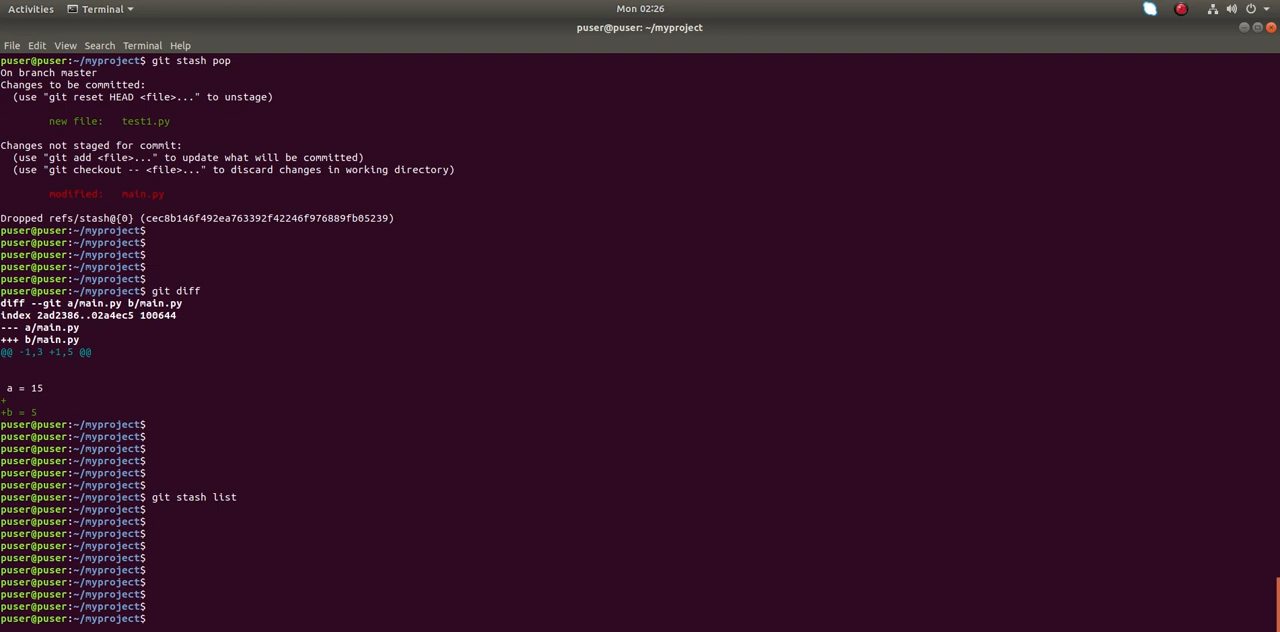 Activities Terminal Mon 02:26
puser@puser: ~/myproject
File Edit View Search Terminal Help
puser@puser:~/myproject$ git stash pop
On branch master
Changes to be committed:
  (use "git reset HEAD <file>..." to unstage)
        new file:   test1.py
Changes not staged for commit:
  (use "git add <file>..." to update what will be committed)
  (use "git checkout -- <file>..." to discard changes in working directory)
        modified:   main.py
Dropped refs/stash@{0} (cec8b146f492ea763392f42246f976889fb05239)
puser@puser:~/myproject$
puser@puser:~/myproject$
puser@puser:~/myproject$
puser@puser:~/myproject$
puser@puser:~/myproject$
puser@puser:~/myproject$ git diff
diff --git a/main.py b/main.py
index 2ad2386..02a4ec5 100644
--- a/main.py
+++ b/main.py
@@ -1,3 +1,5 @@
 a = 15
+
+b = 5
puser@puser:~/myproject$
puser@puser:~/myproject$
puser@puser:~/myproject$
puser@puser:~/myproject$
puser@puser:~/myproject$
puser@puser:~/myproject$
puser@puser:~/myproject$ git stash list
puser@puser:~/myproject$
puser@puser:~/myproject$
puser@puser:~/myproject$
puser@puser:~/myproject$
puser@puser:~/myproject$
puser@puser:~/myproject$
puser@puser:~/myproject$
puser@puser:~/myproject$
puser@puser:~/myproject$
puser@puser:~/myproject$